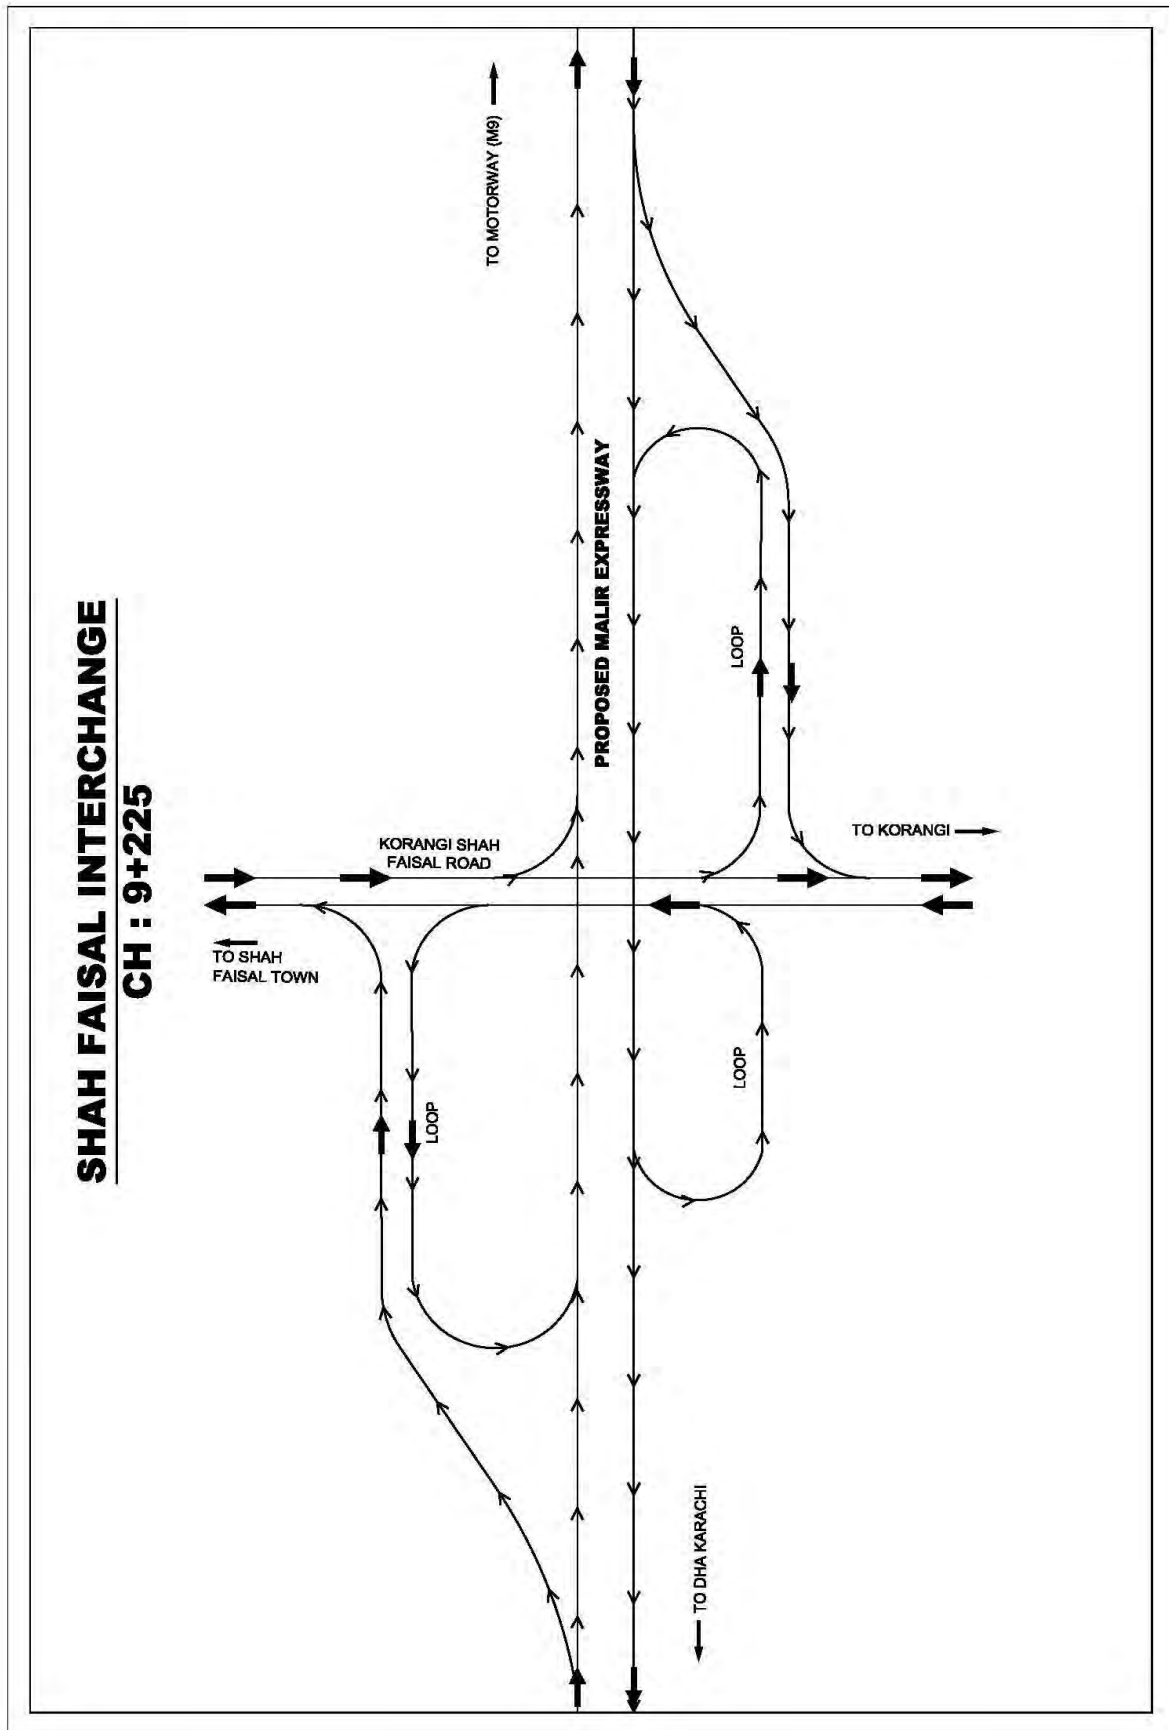 SHAH FAISAL INTERCHANGE
CH : 9+225
TO MOTORWAY (M9)
PROPOSED MALIR EXPRESSWAY
KORANGI SHAH
FAISAL ROAD
TO KORANGI
TO SHAH
FAISAL TOWN
LOOP
LOOP
LOOP
TO DHA KARACHI